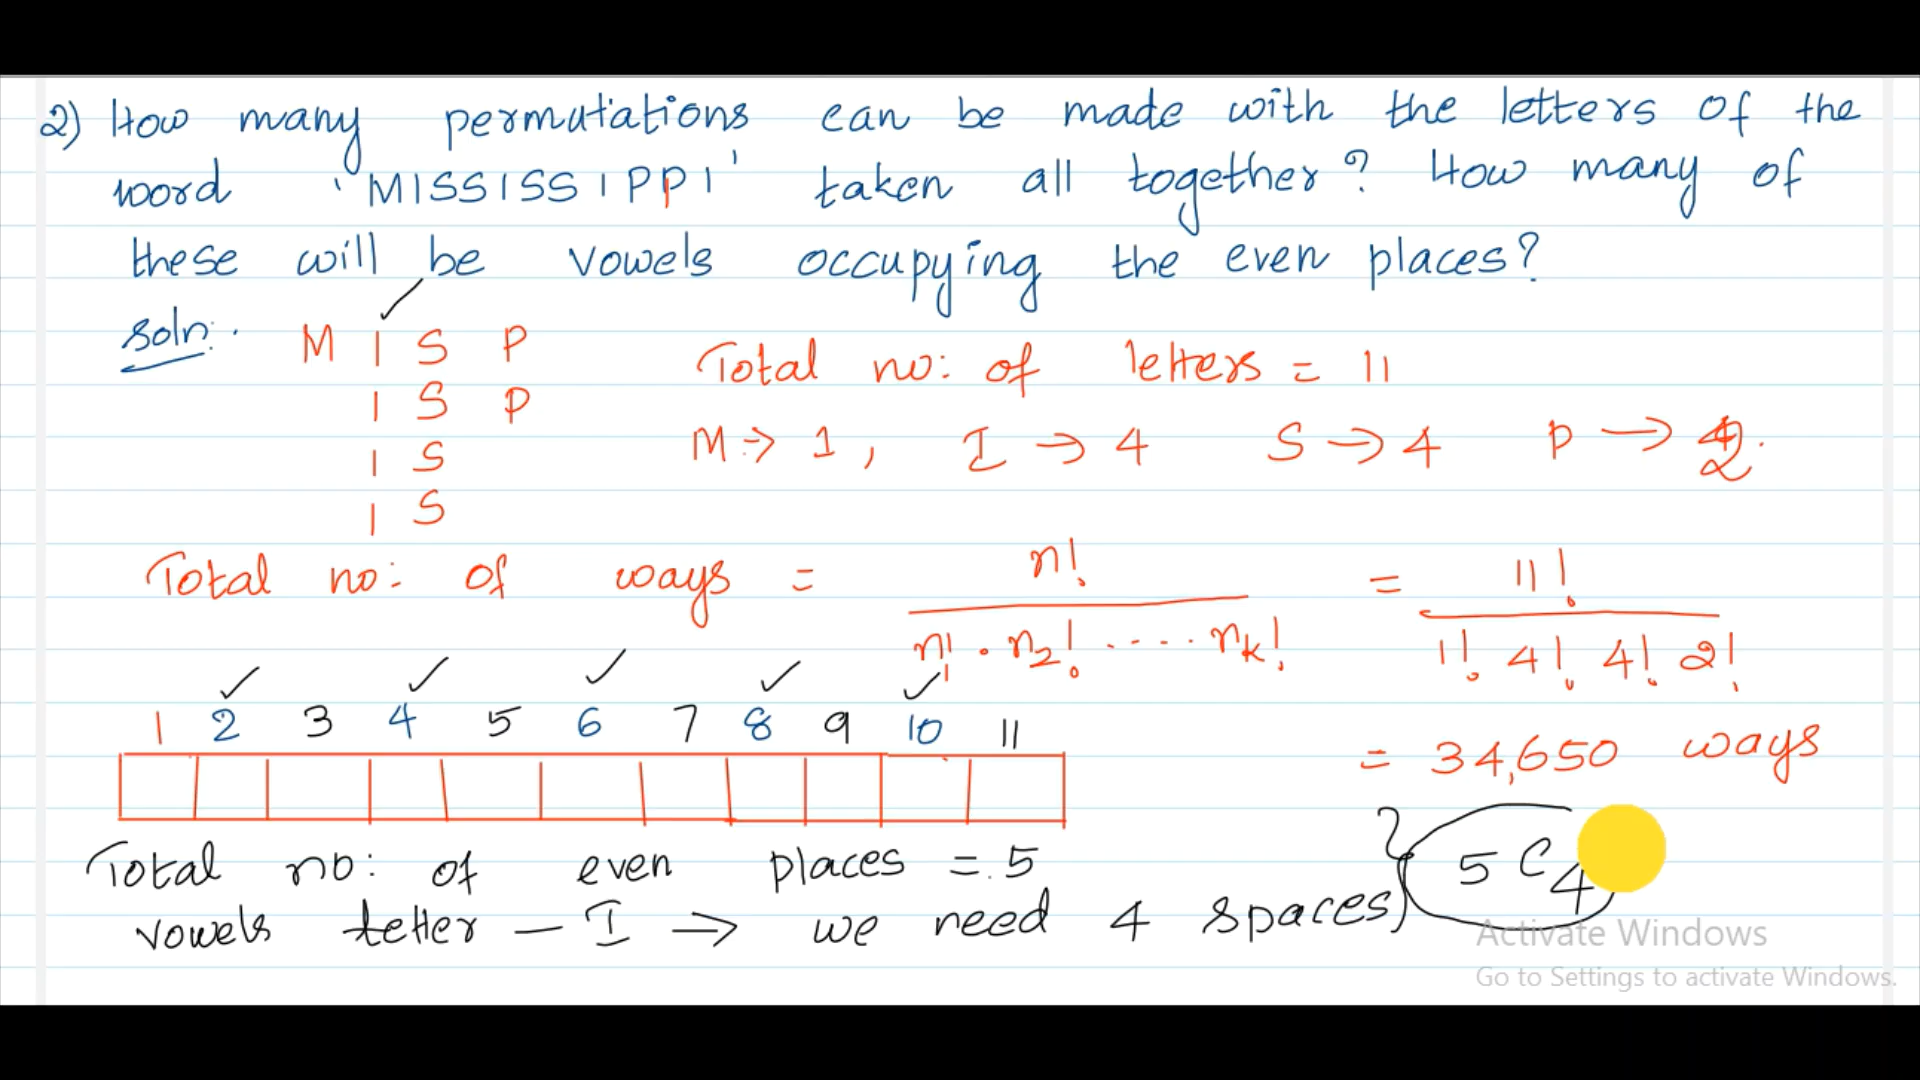 2) How many permutations can be made with the letters of the
word 'MISSISSIPPI' taken all together? How many of
these will be vowels occupying the even places?
Soln:
M I S P
I S P
I S
I S
Total no: of letters = 11
M → 1, I → 4 S → 4 P → 2.
Total no: of ways = n! / n1! . n2! ..... nk! = 11! / 1! 4! 4! 2!
= 34,650 ways
1 2 3 4 5 6 7 8 9 10 11
Total no: of even places = 5
vowels letter - I → we need 4 spaces
5C4
Activate Windows
Go to Settings to activate Windows.